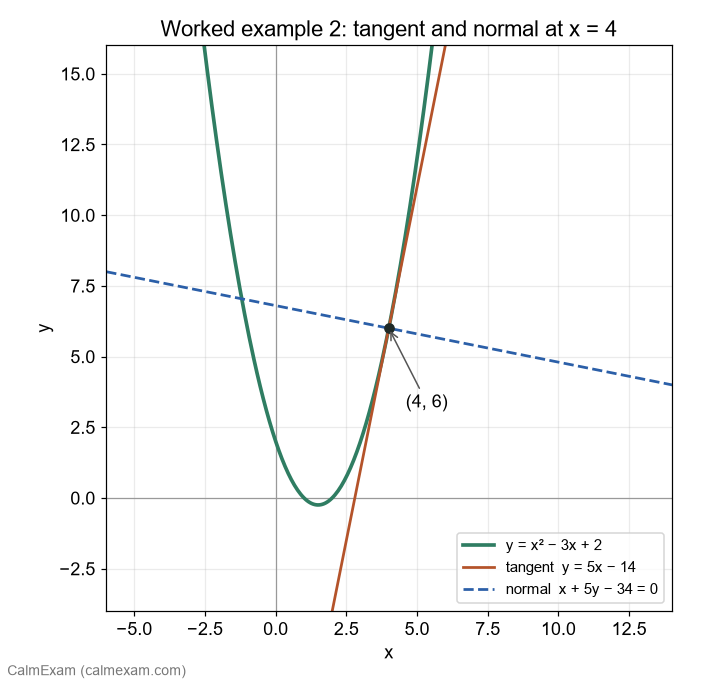 Worked example 2: tangent and normal at x = 4
15.0
12.5
10.0
7.5
5.0
2.5
0.0
−2.5
y
(4, 6)
y = x² − 3x + 2
tangent  y = 5x − 14
normal  x + 5y − 34 = 0
−5.0 −2.5 0.0 2.5 5.0 7.5 10.0 12.5
x
CalmExam (calmexam.com)